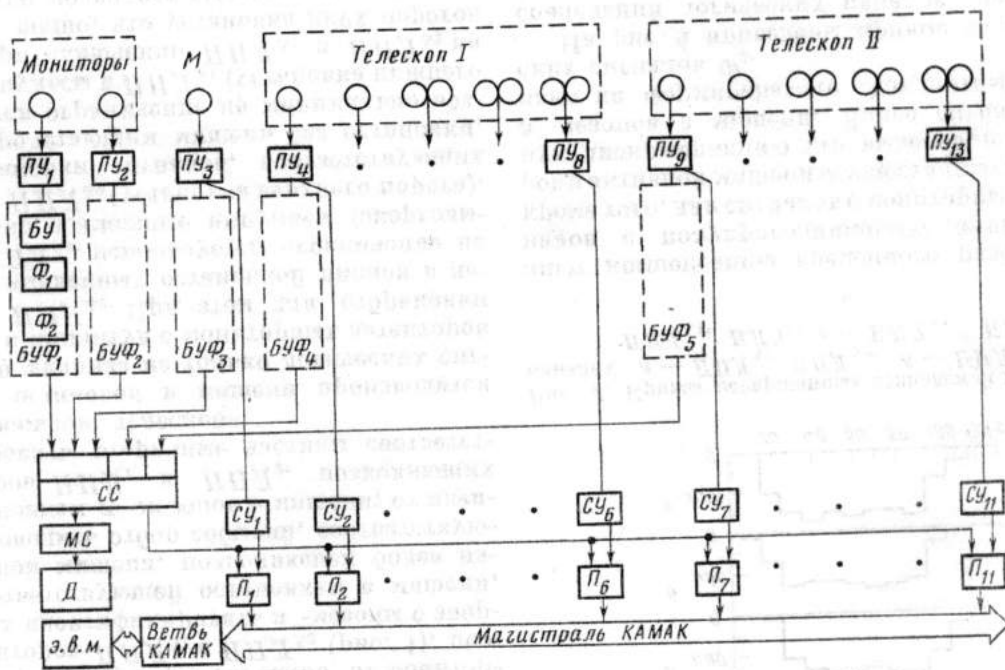 Мониторы М Телескоп I Телескоп II
ПУ₁ ПУ₂ ПУ₃ ПУ₄ ПУ₈ ПУ₉ ПУ₁₃
БУ
Ф₁
Ф₂
БУФ₁ БУФ₂ БУФ₃ БУФ₄ БУФ₅
СС
СУ₁ СУ₂ СУ₆ СУ₇ СУ₁₁
МС
П₁ П₂ П₆ П₇ П₁₁
Д
э.в.м. Ветвь КАМАК Магистраль КАМАК